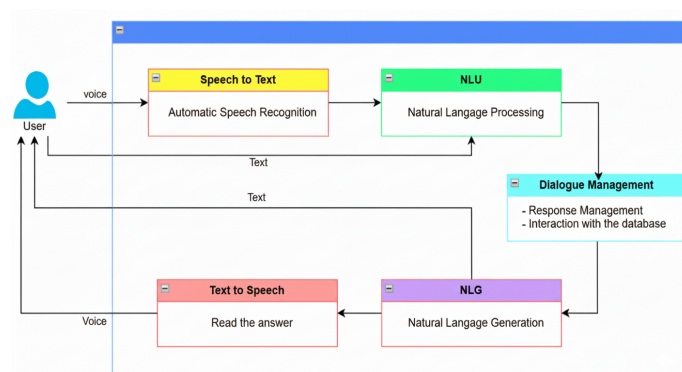 Speech to Text
NLU
voice
Automatic Speech Recognition
Natural Langage Processing
User
Text
Dialogue Management
- Response Management
- Interaction with the database
Text
Text to Speech
NLG
Read the answer
Natural Langage Generation
Voice